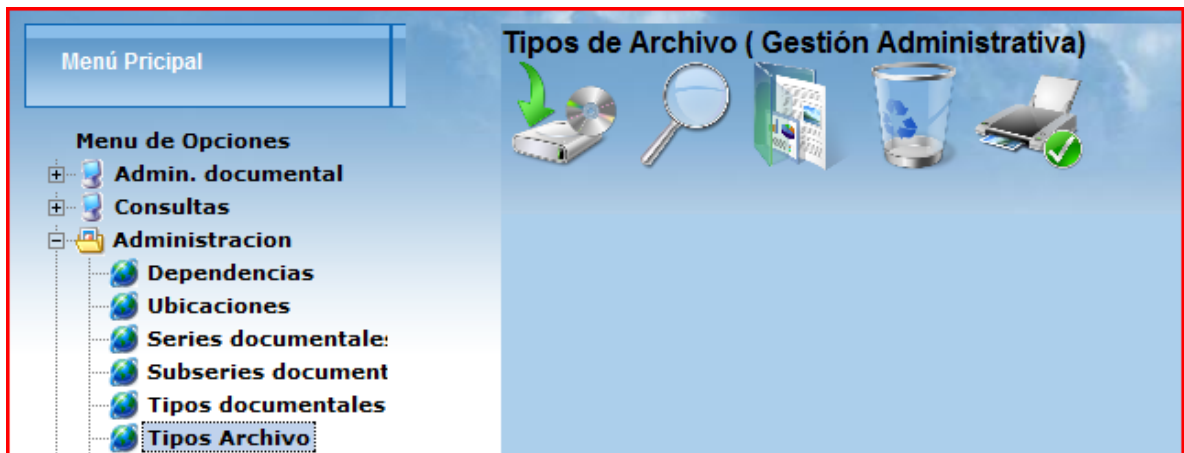 Menú Pricipal
Menu de Opciones
Admin. documental
Consultas
Administracion
Dependencias
Ubicaciones
Series documentale
Subseries document
Tipos documentales
Tipos Archivo
Tipos de Archivo ( Gestión Administrativa)